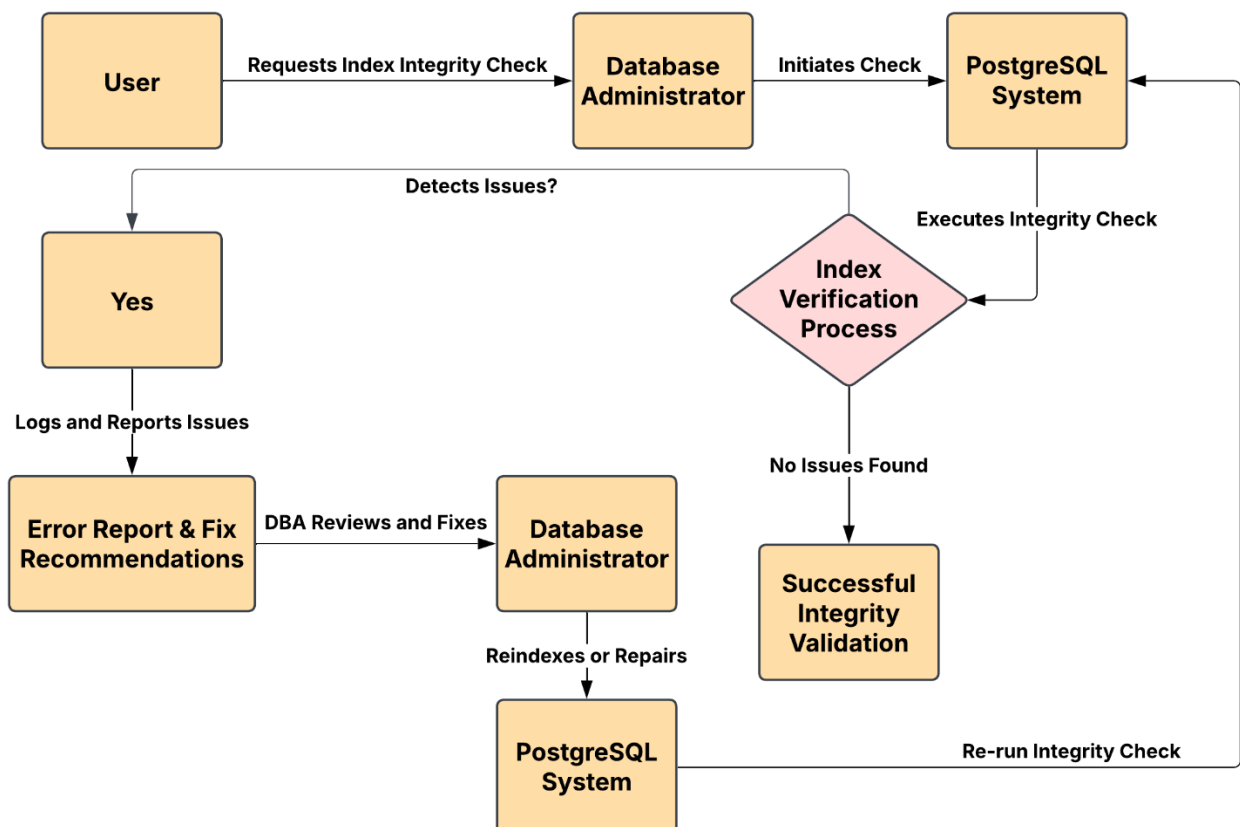 User
Requests Index Integrity Check
Database
Administrator
Initiates Check
PostgreSQL
System
Detects Issues?
Executes Integrity Check
Yes
Index
Verification
Process
Logs and Reports Issues
No Issues Found
Error Report & Fix
Recommendations
DBA Reviews and Fixes
Database
Administrator
Successful
Integrity
Validation
Reindexes or Repairs
PostgreSQL
System
Re-run Integrity Check